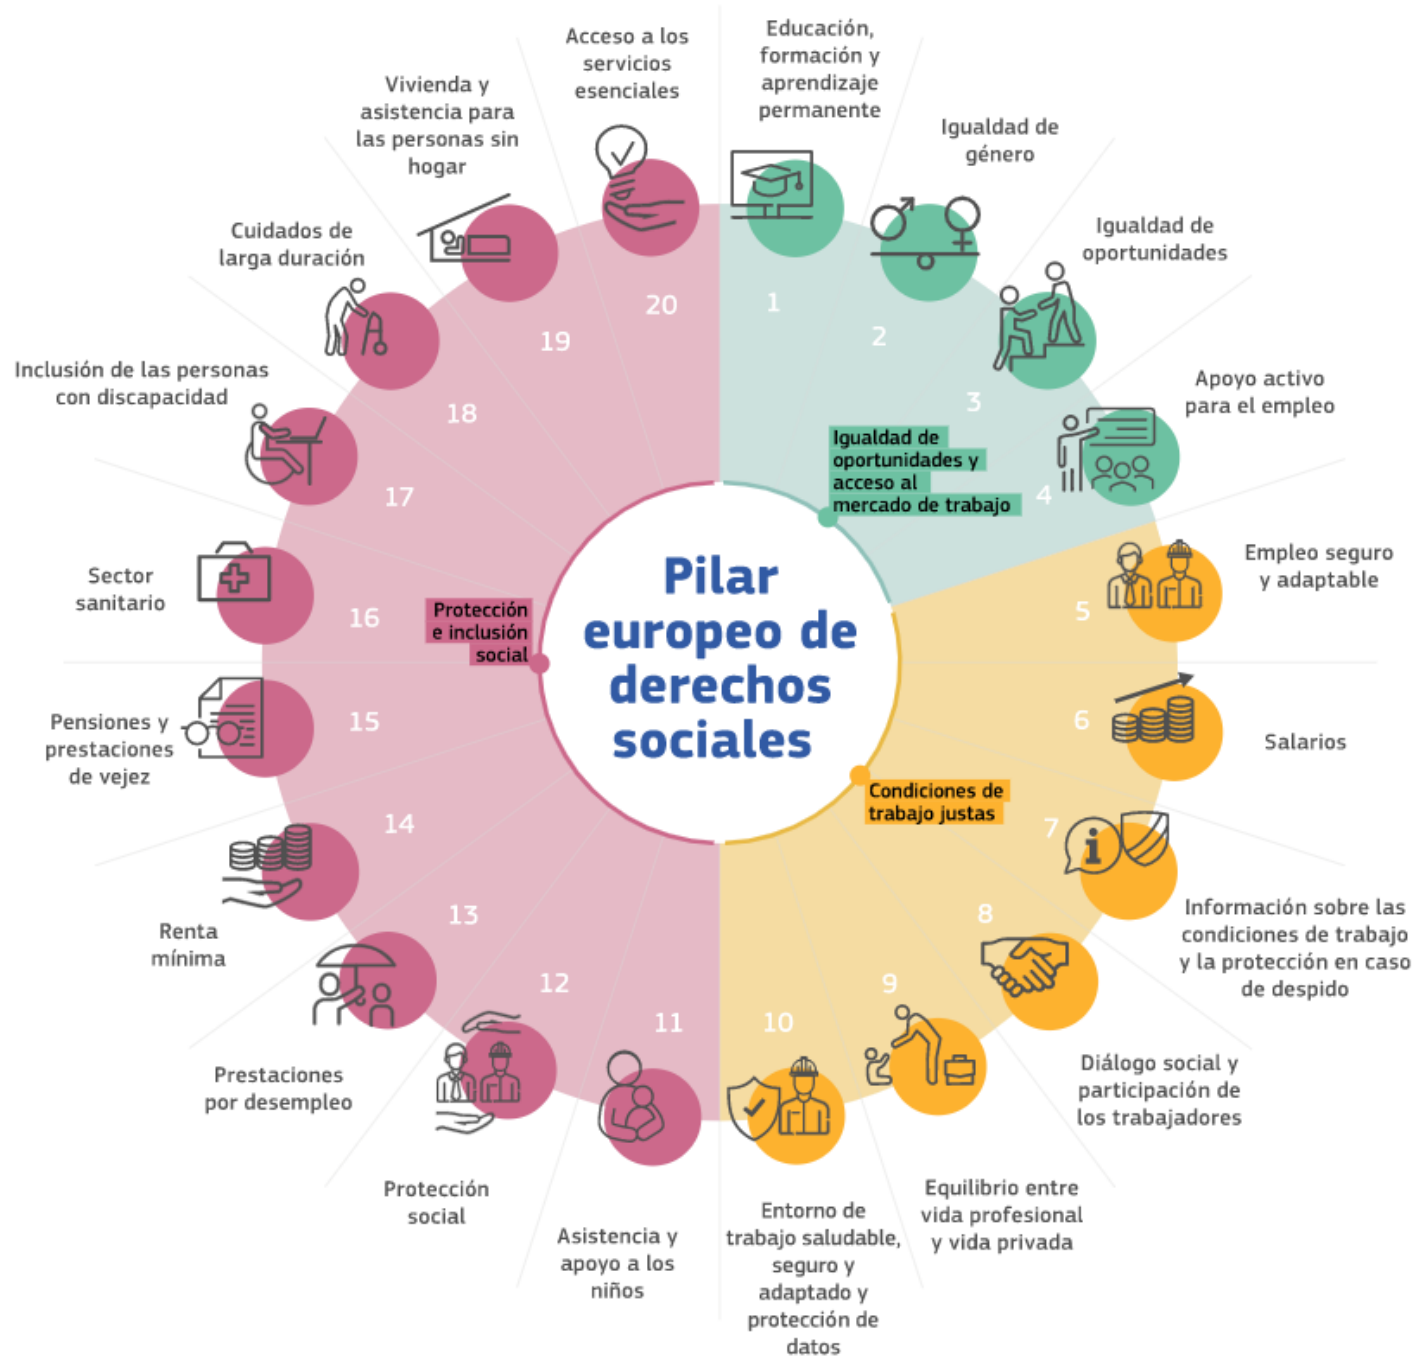 Pilar
europeo de
derechos
sociales
Igualdad de
oportunidades y
acceso al
mercado de trabajo
1
Educación,
formación y
aprendizaje
permanente
2
Igualdad de
género
3
Igualdad de
oportunidades
4
Apoyo activo
para el empleo
Condiciones de
trabajo justas
5
Empleo seguro
y adaptable
6
Salarios
7
Información sobre las
condiciones de trabajo
y la protección en caso
de despido
8
Diálogo social y
participación de
los trabajadores
9
Equilibrio entre
vida profesional
y vida privada
10
Entorno de
trabajo saludable,
seguro y
adaptado y
protección de
datos
Protección
e inclusión
social
11
Asistencia y
apoyo a los
niños
12
Protección
social
13
Prestaciones
por desempleo
14
Renta
mínima
15
Pensiones y
prestaciones
de vejez
16
Sector
sanitario
17
Inclusión de las personas
con discapacidad
18
Cuidados de
larga duración
19
Vivienda y
asistencia para
las personas sin
hogar
20
Acceso a los
servicios
esenciales